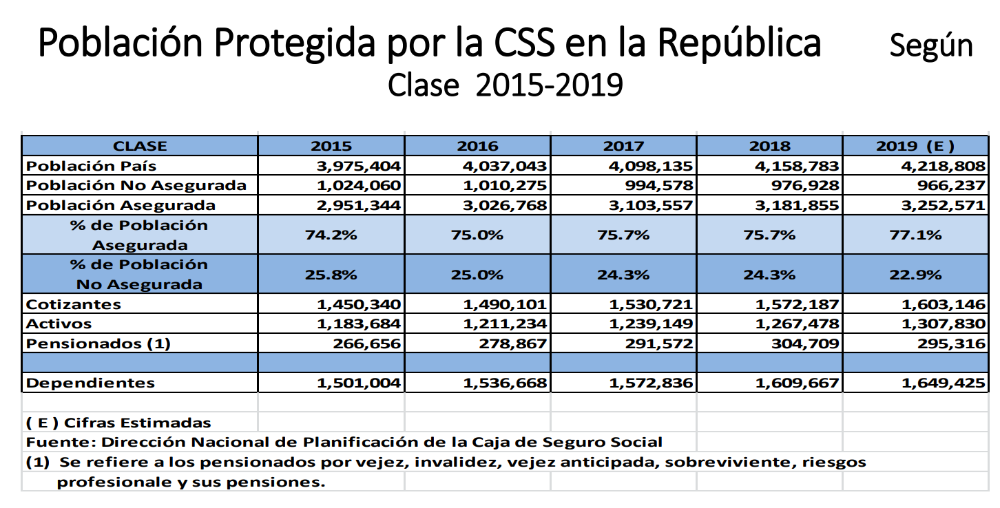 Población Protegida por la CSS en la República Según
Clase 2015-2019
CLASE 2015 2016 2017 2018 2019 (E )
Población País 3,975,404 4,037,043 4,098,135 4,158,783 4,218,808
Población No Asegurada 1,024,060 1,010,275 994,578 976,928 966,237
Población Asegurada 2,951,344 3,026,768 3,103,557 3,181,855 3,252,571
% de Población
Asegurada 74.2% 75.0% 75.7% 75.7% 77.1%
% de Población
No Asegurada 25.8% 25.0% 24.3% 24.3% 22.9%
Cotizantes 1,450,340 1,490,101 1,530,721 1,572,187 1,603,146
Activos 1,183,684 1,211,234 1,239,149 1,267,478 1,307,830
Pensionados (1) 266,656 278,867 291,572 304,709 295,316
Dependientes 1,501,004 1,536,668 1,572,836 1,609,667 1,649,425
( E ) Cifras Estimadas
Fuente: Dirección Nacional de Planificación de la Caja de Seguro Social
(1) Se refiere a los pensionados por vejez, invalidez, vejez anticipada, sobreviviente, riesgos
profesionale y sus pensiones.